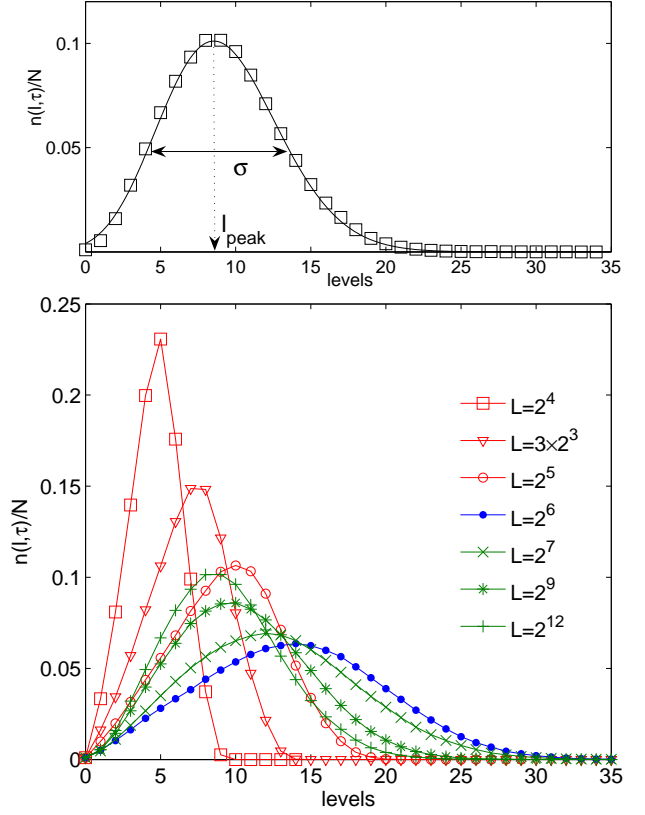 0.1
0.05
n(l,τ)/N
σ
l_peak
0 5 10 15 20 25 30 35
levels
0.25
0.2
0.15
0.1
0.05
0
n(l,τ)/N
L=2^4
L=3×2^3
L=2^5
L=2^6
L=2^7
L=2^9
L=2^12
0 5 10 15 20 25 30 35
levels